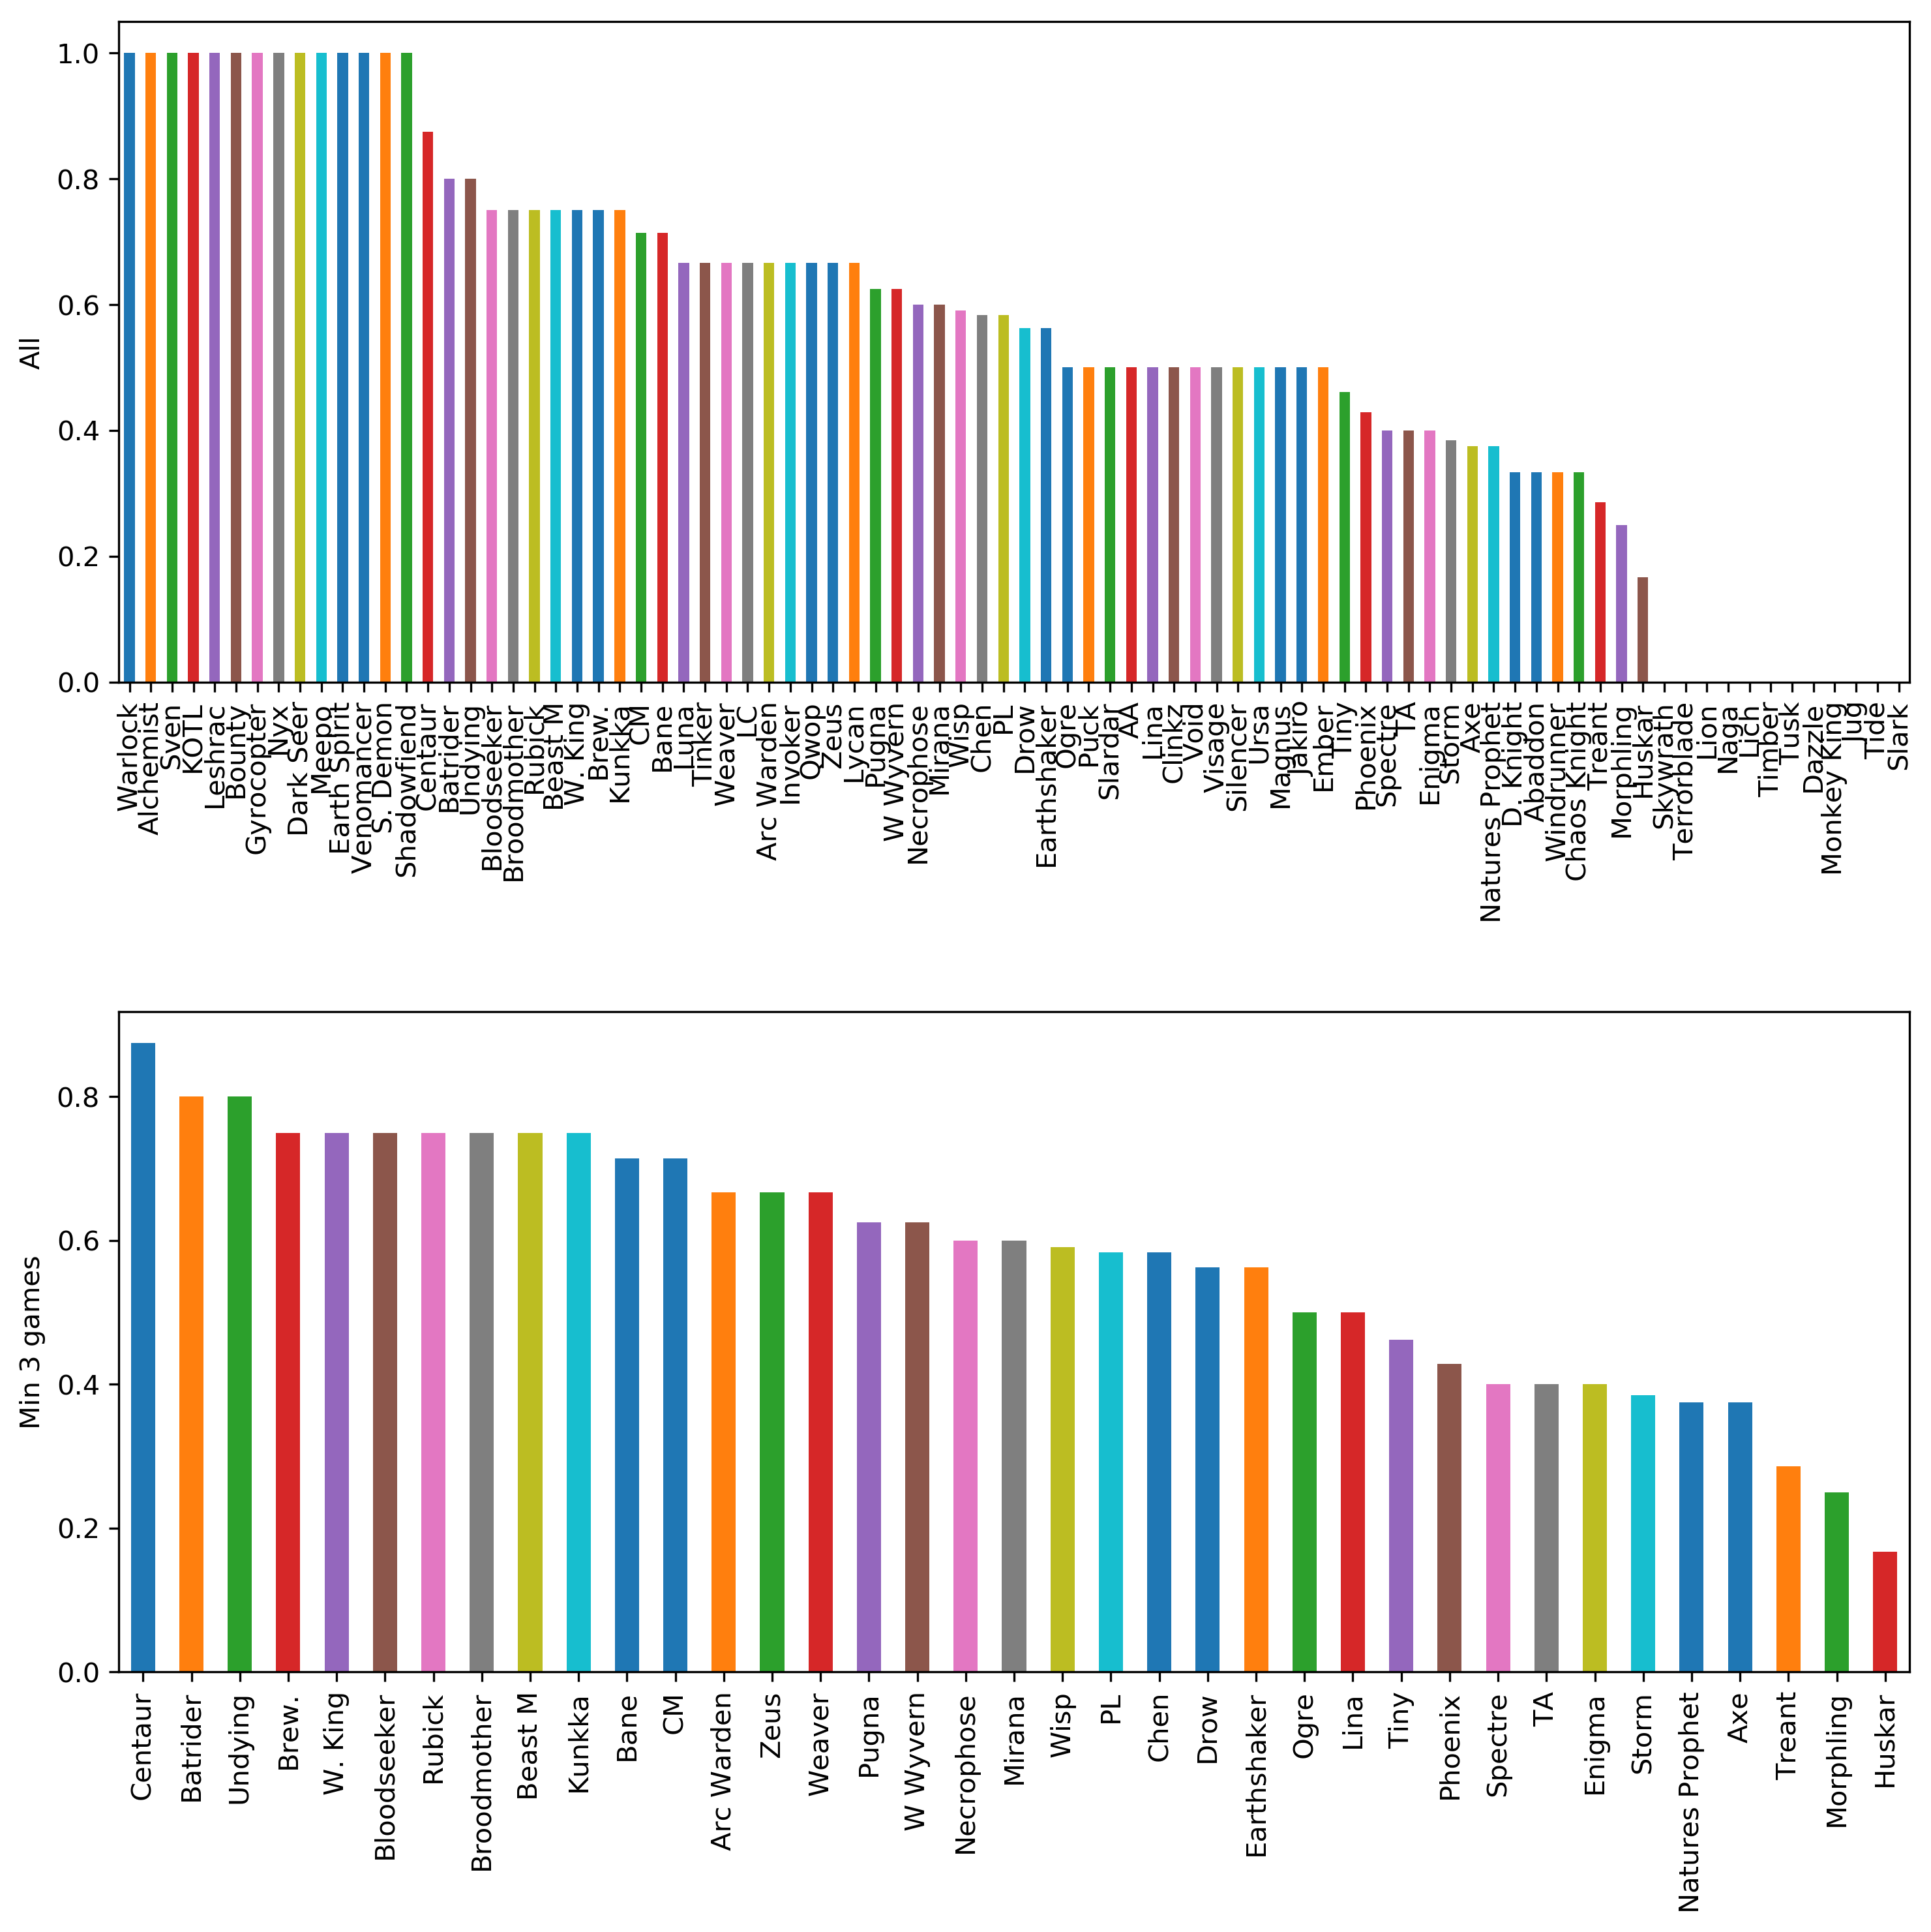 All
1.0
0.8
0.6
0.4
0.2
0.0
Warlock
Alchemist
Sven
KOTL
Leshrac
Bounty
Gyrocopter
Nyx
Dark Seer
Meepo
Earth Spirit
Venomancer
S. Demon
Shadowfiend
Centaur
Batrider
Undying
Bloodseeker
Broodmother
Rubick
Beast M
W. King
Brew.
Kunkka
CM
Bane
Luna
Tinker
Weaver
LC
Arc Warden
Invoker
Qwop
Zeus
Lycan
Pugna
W Wyvern
Necrophose
Mirana
Wisp
Chen
PL
Drow
Earthshaker
Ogre
Puck
Slardar
AA
Lina
Clinkz
Void
Visage
Silencer
Ursa
Magnus
Jakiro
Ember
Tiny
Phoenix
Spectre
TA
Enigma
Storm
Axe
Natures Prophet
D. Knight
Abaddon
Windrunner
Chaos Knight
Treant
Morphling
Huskar
Skywrath
Terrorblade
Lion
Naga
Lich
Timber
Tusk
Dazzle
Monkey King
Jug
Tide
Slark
Min 3 games
0.8
0.6
0.4
0.2
0.0
Centaur
Batrider
Undying
Brew.
W. King
Bloodseeker
Rubick
Broodmother
Beast M
Kunkka
Bane
CM
Arc Warden
Zeus
Weaver
Pugna
W Wyvern
Necrophose
Mirana
Wisp
PL
Chen
Drow
Earthshaker
Ogre
Lina
Tiny
Phoenix
Spectre
TA
Enigma
Storm
Natures Prophet
Axe
Treant
Morphling
Huskar